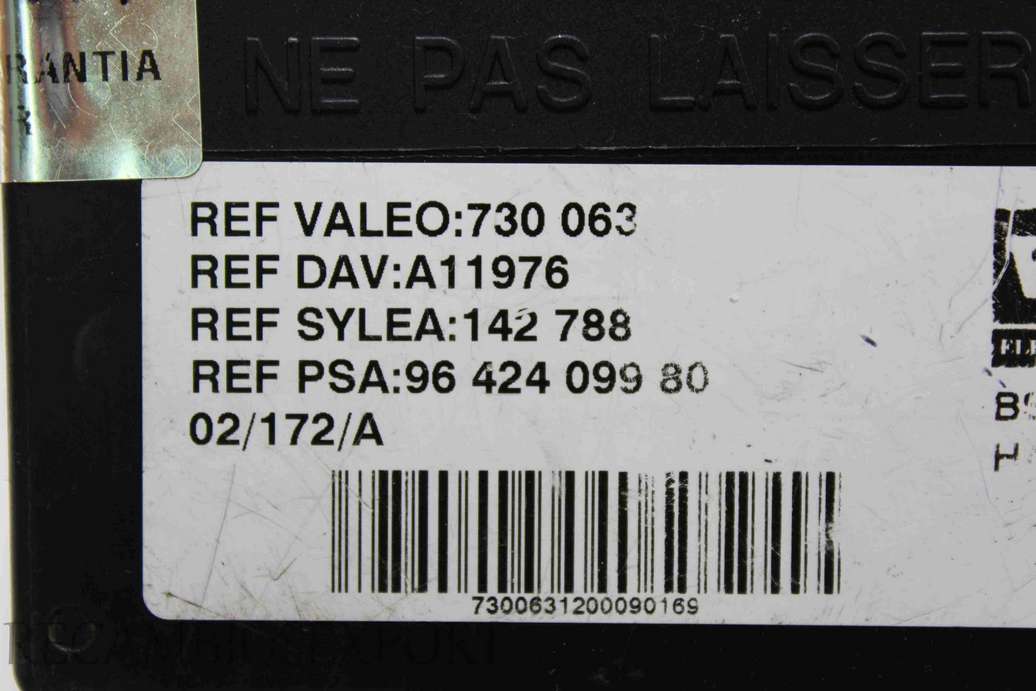 NE PAS LAISSER
REF VALEO:730 063
REF DAV:A11976
REF SYLEA:142 788
REF PSA:96 424 099 80
02/172/A
7300631200090169
RECAMBIOSEXPORT